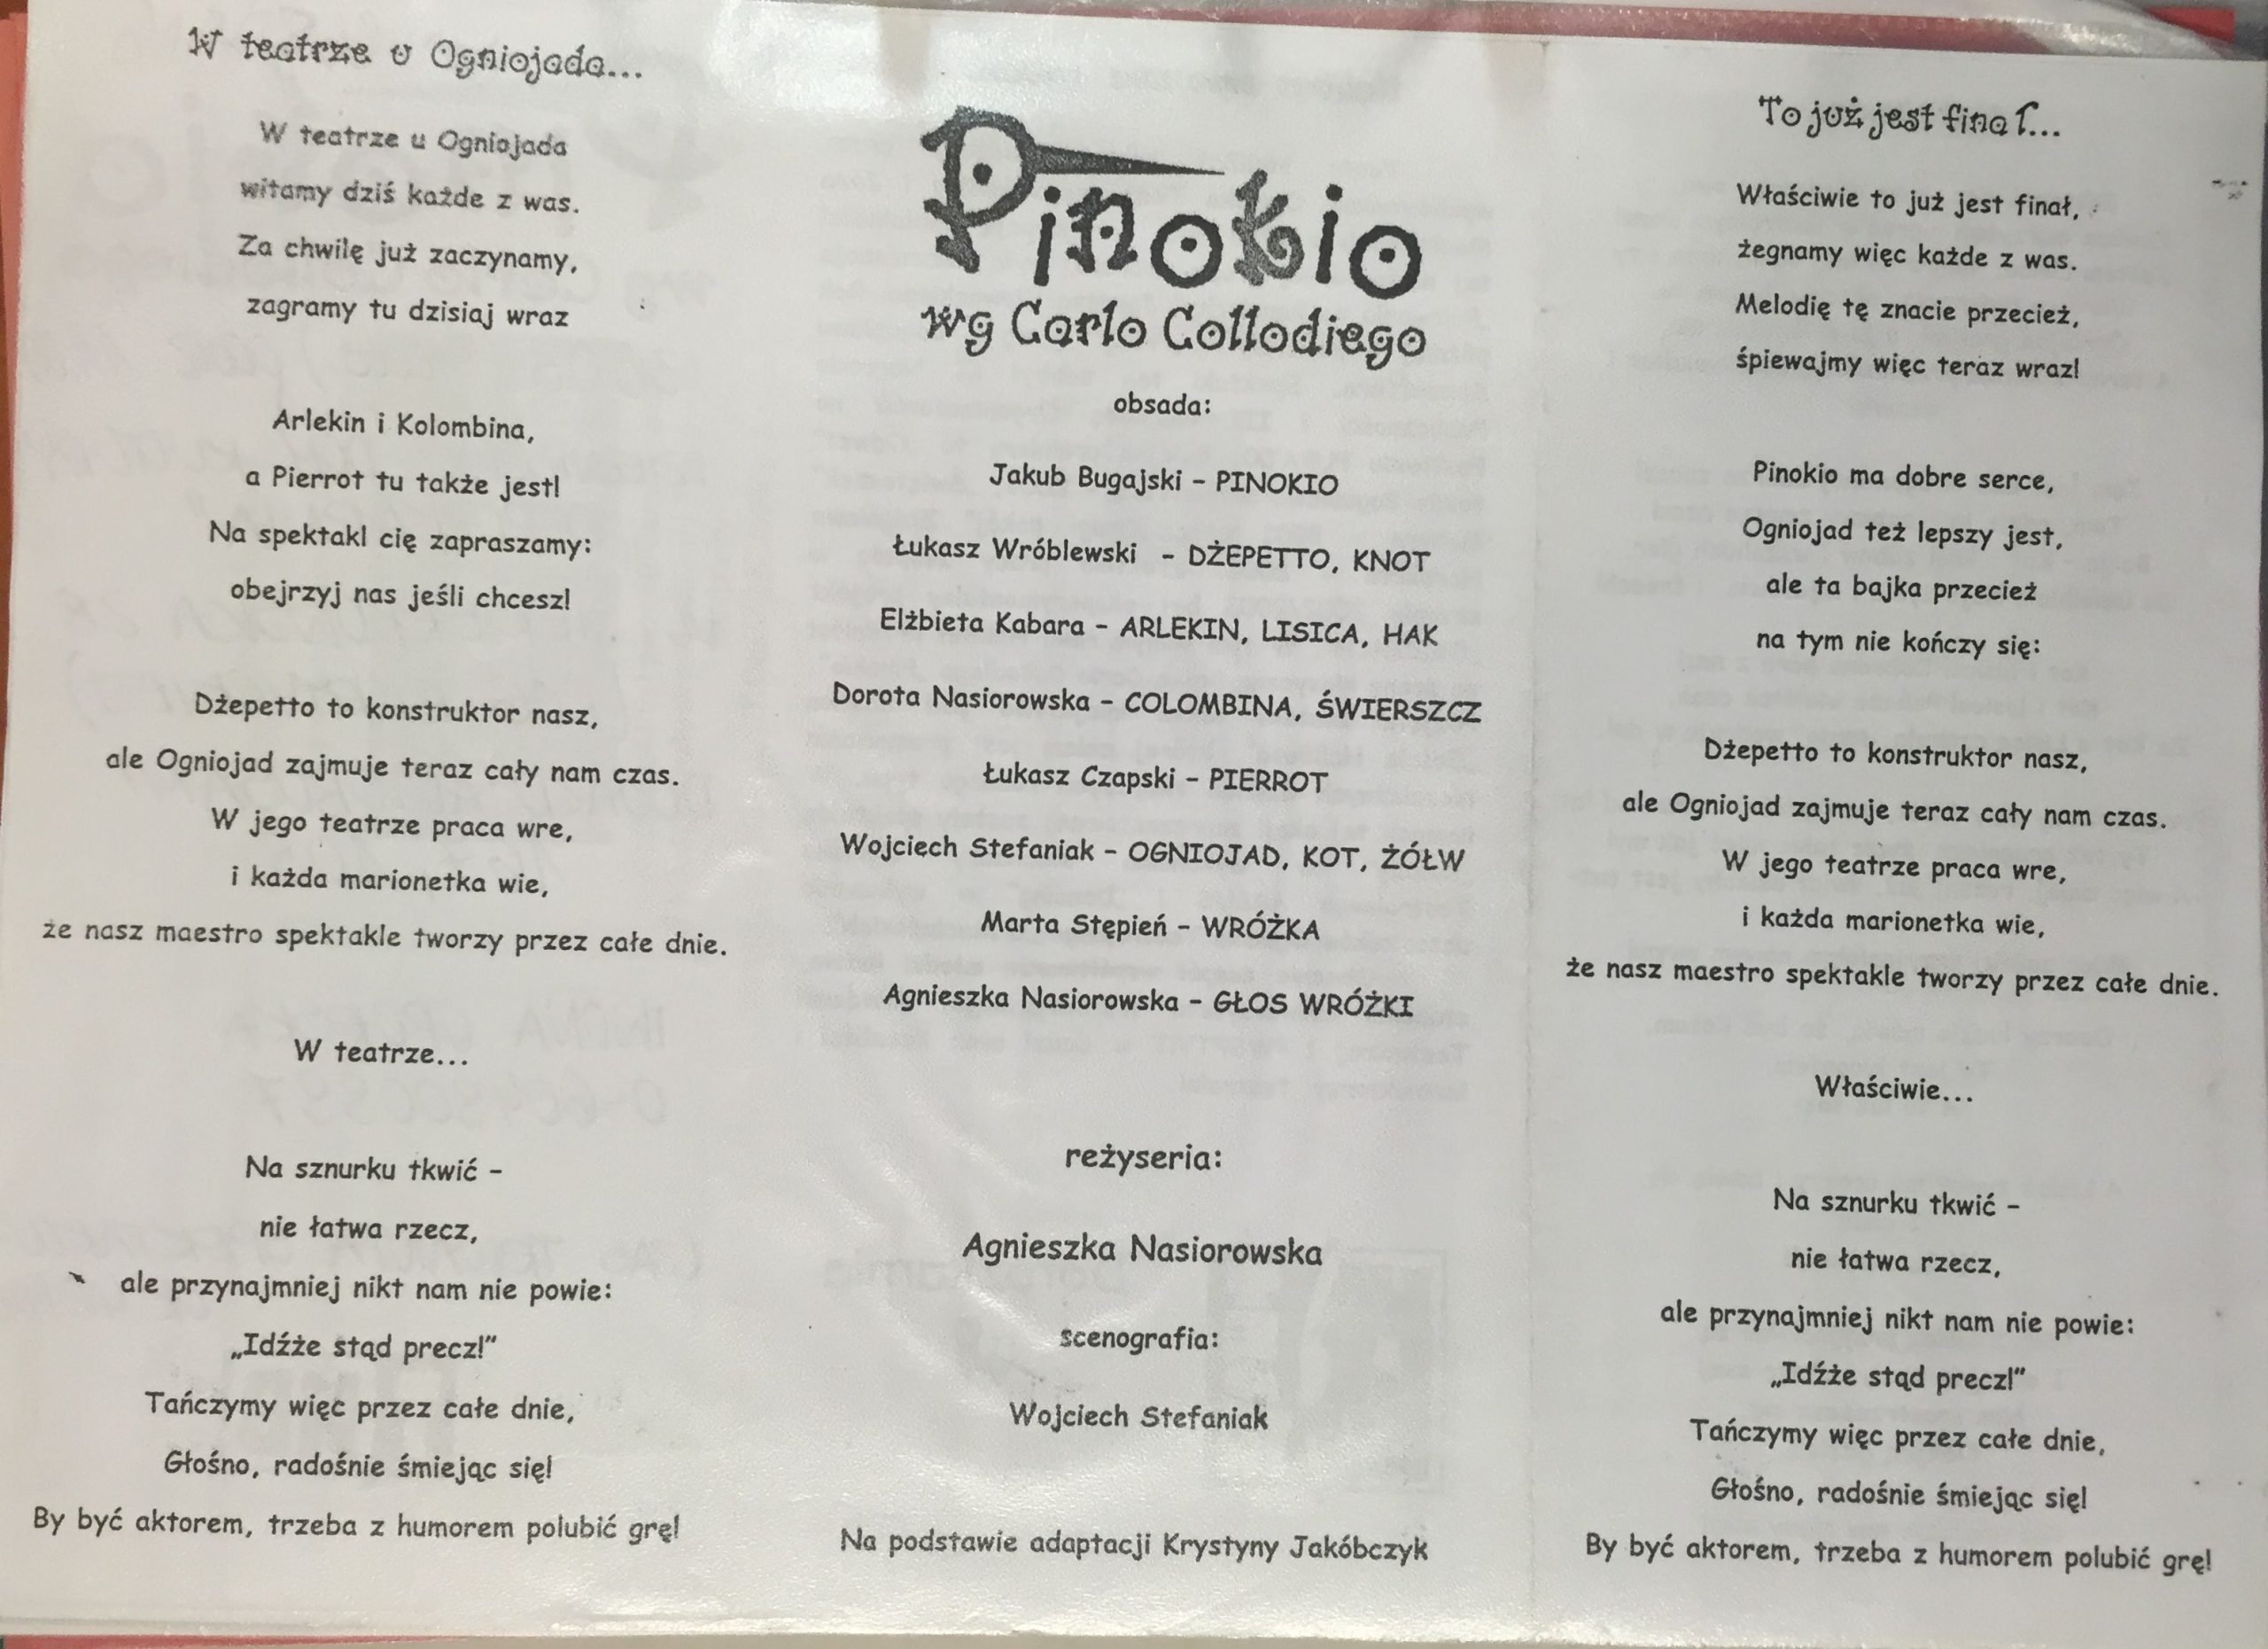 W teatrze u Ogniojada...
W teatrze u Ogniojada
witamy dziś każde z was.
Za chwilę już zaczynamy,
zagramy tu dzisiaj wraz
Arlekin i Kolombina,
a Pierrot tu także jest!
Na spektakl cię zapraszamy:
obejrzyj nas jeśli chcesz!
Dżepetto to konstruktor nasz,
ale Ogniojad zajmuje teraz cały nam czas.
W jego teatrze praca wre,
i każda marionetka wie,
że nasz maestro spektakle tworzy przez całe dnie.
W teatrze...
Na sznurku tkwić –
nie łatwa rzecz,
ale przynajmniej nikt nam nie powie:
„Idźże stąd precz!”
Tańczymy więc przez całe dnie,
Głośno, radośnie śmiejąc się!
By być aktorem, trzeba z humorem polubić grę!
Pinokio
wg Carlo Collodiego
obsada:
Jakub Bugajski – PINOKIO
Łukasz Wróblewski – DŻEPETTO, KNOT
Elżbieta Kabara – ARLEKIN, LISICA, HAK
Dorota Nasiorowska – COLOMBINA, ŚWIERSZCZ
Łukasz Czapski – PIERROT
Wojciech Stefaniak – OGNIOJAD, KOT, ŻÓŁW
Marta Stępień – WRÓŻKA
Agnieszka Nasiorowska – GŁOS WRÓŻKI
reżyseria:
Agnieszka Nasiorowska
scenografia:
Wojciech Stefaniak
Na podstawie adaptacji Krystyny Jakóbczyk
To już jest finał...
Właściwie to już jest finał,
żegnamy więc każde z was.
Melodię tę znacie przecież,
śpiewajmy więc teraz wraz!
Pinokio ma dobre serce,
Ogniojad też lepszy jest,
ale ta bajka przecież
na tym nie kończy się:
Dżepetto to konstruktor nasz,
ale Ogniojad zajmuje teraz cały nam czas.
W jego teatrze praca wre,
i każda marionetka wie,
że nasz maestro spektakle tworzy przez całe dnie.
Właściwie...
Na sznurku tkwić –
nie łatwa rzecz,
ale przynajmniej nikt nam nie powie:
„Idźże stąd precz!”
Tańczymy więc przez całe dnie,
Głośno, radośnie śmiejąc się!
By być aktorem, trzeba z humorem polubić grę!